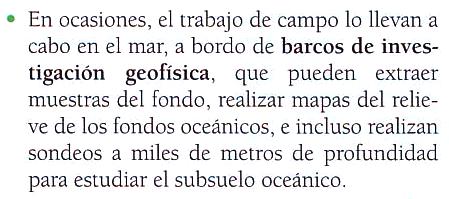 • En ocasiones, el trabajo de campo lo llevan a
cabo en el mar, a bordo de barcos de inves-
tigación geofísica, que pueden extraer
muestras del fondo, realizar mapas del relie-
ve de los fondos oceánicos, e incluso realizan
sondeos a miles de metros de profundidad
para estudiar el subsuelo oceánico.